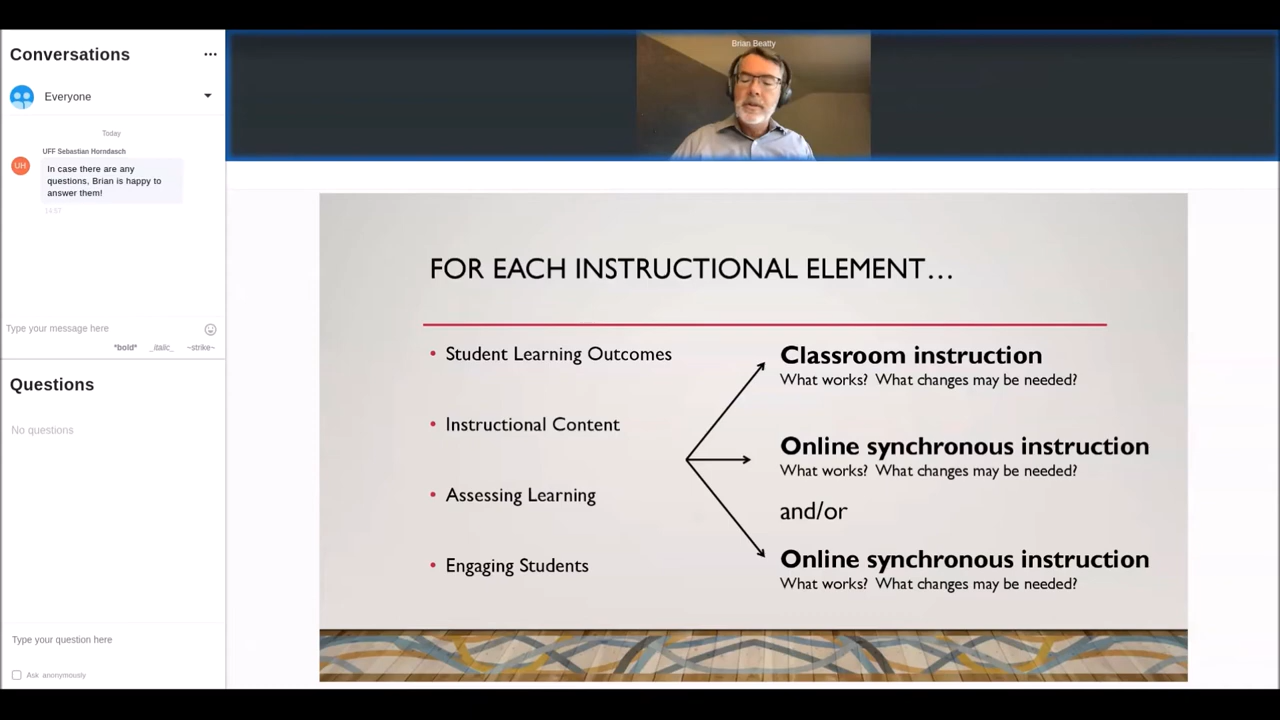 Conversations
Everyone
Today
UFF Sebastian Horndasch
UH
In case there are any
questions, Brian is happy to
answer them!
14:57
Type your message here
*bold* _italic_ ~strike~
Questions
No questions
Type your question here
Ask anonymously
Brian Beatty
FOR EACH INSTRUCTIONAL ELEMENT…
• Student Learning Outcomes
• Instructional Content
• Assessing Learning
• Engaging Students
Classroom instruction
What works? What changes may be needed?
Online synchronous instruction
What works? What changes may be needed?
and/or
Online synchronous instruction
What works? What changes may be needed?